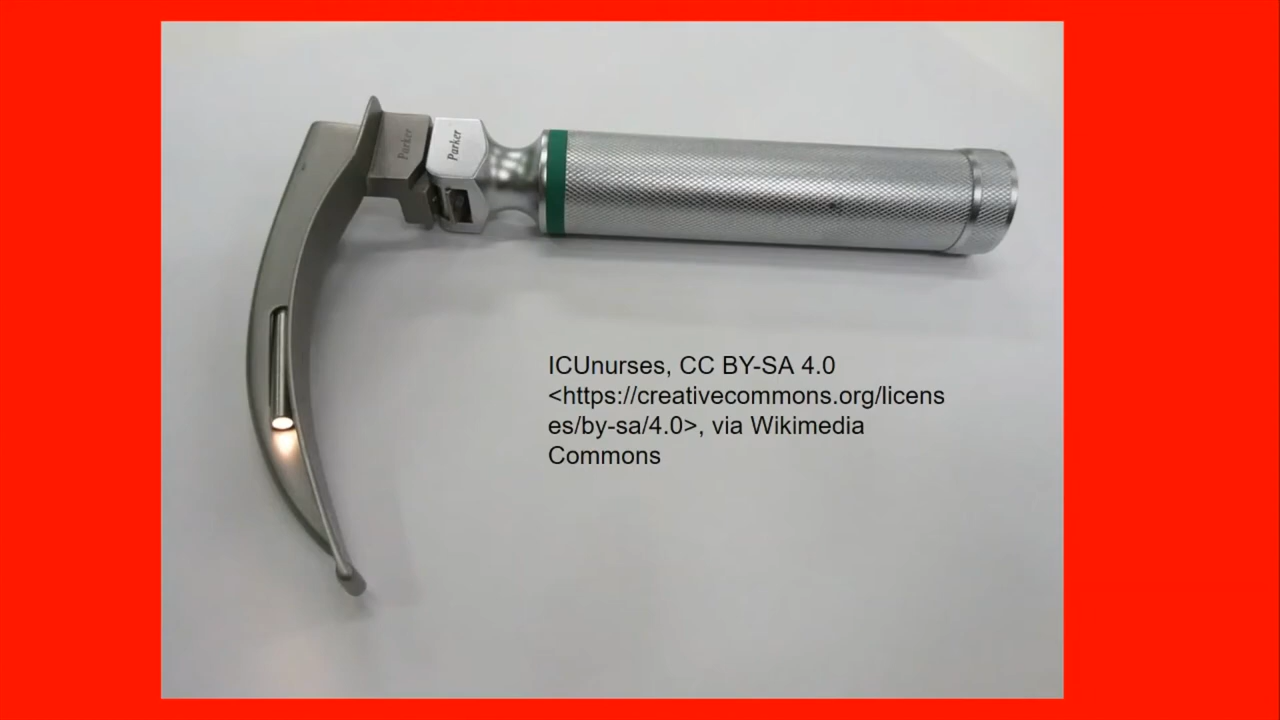 Parker
Parker
ICUnurses, CC BY-SA 4.0
<https://creativecommons.org/licens
es/by-sa/4.0>, via Wikimedia
Commons